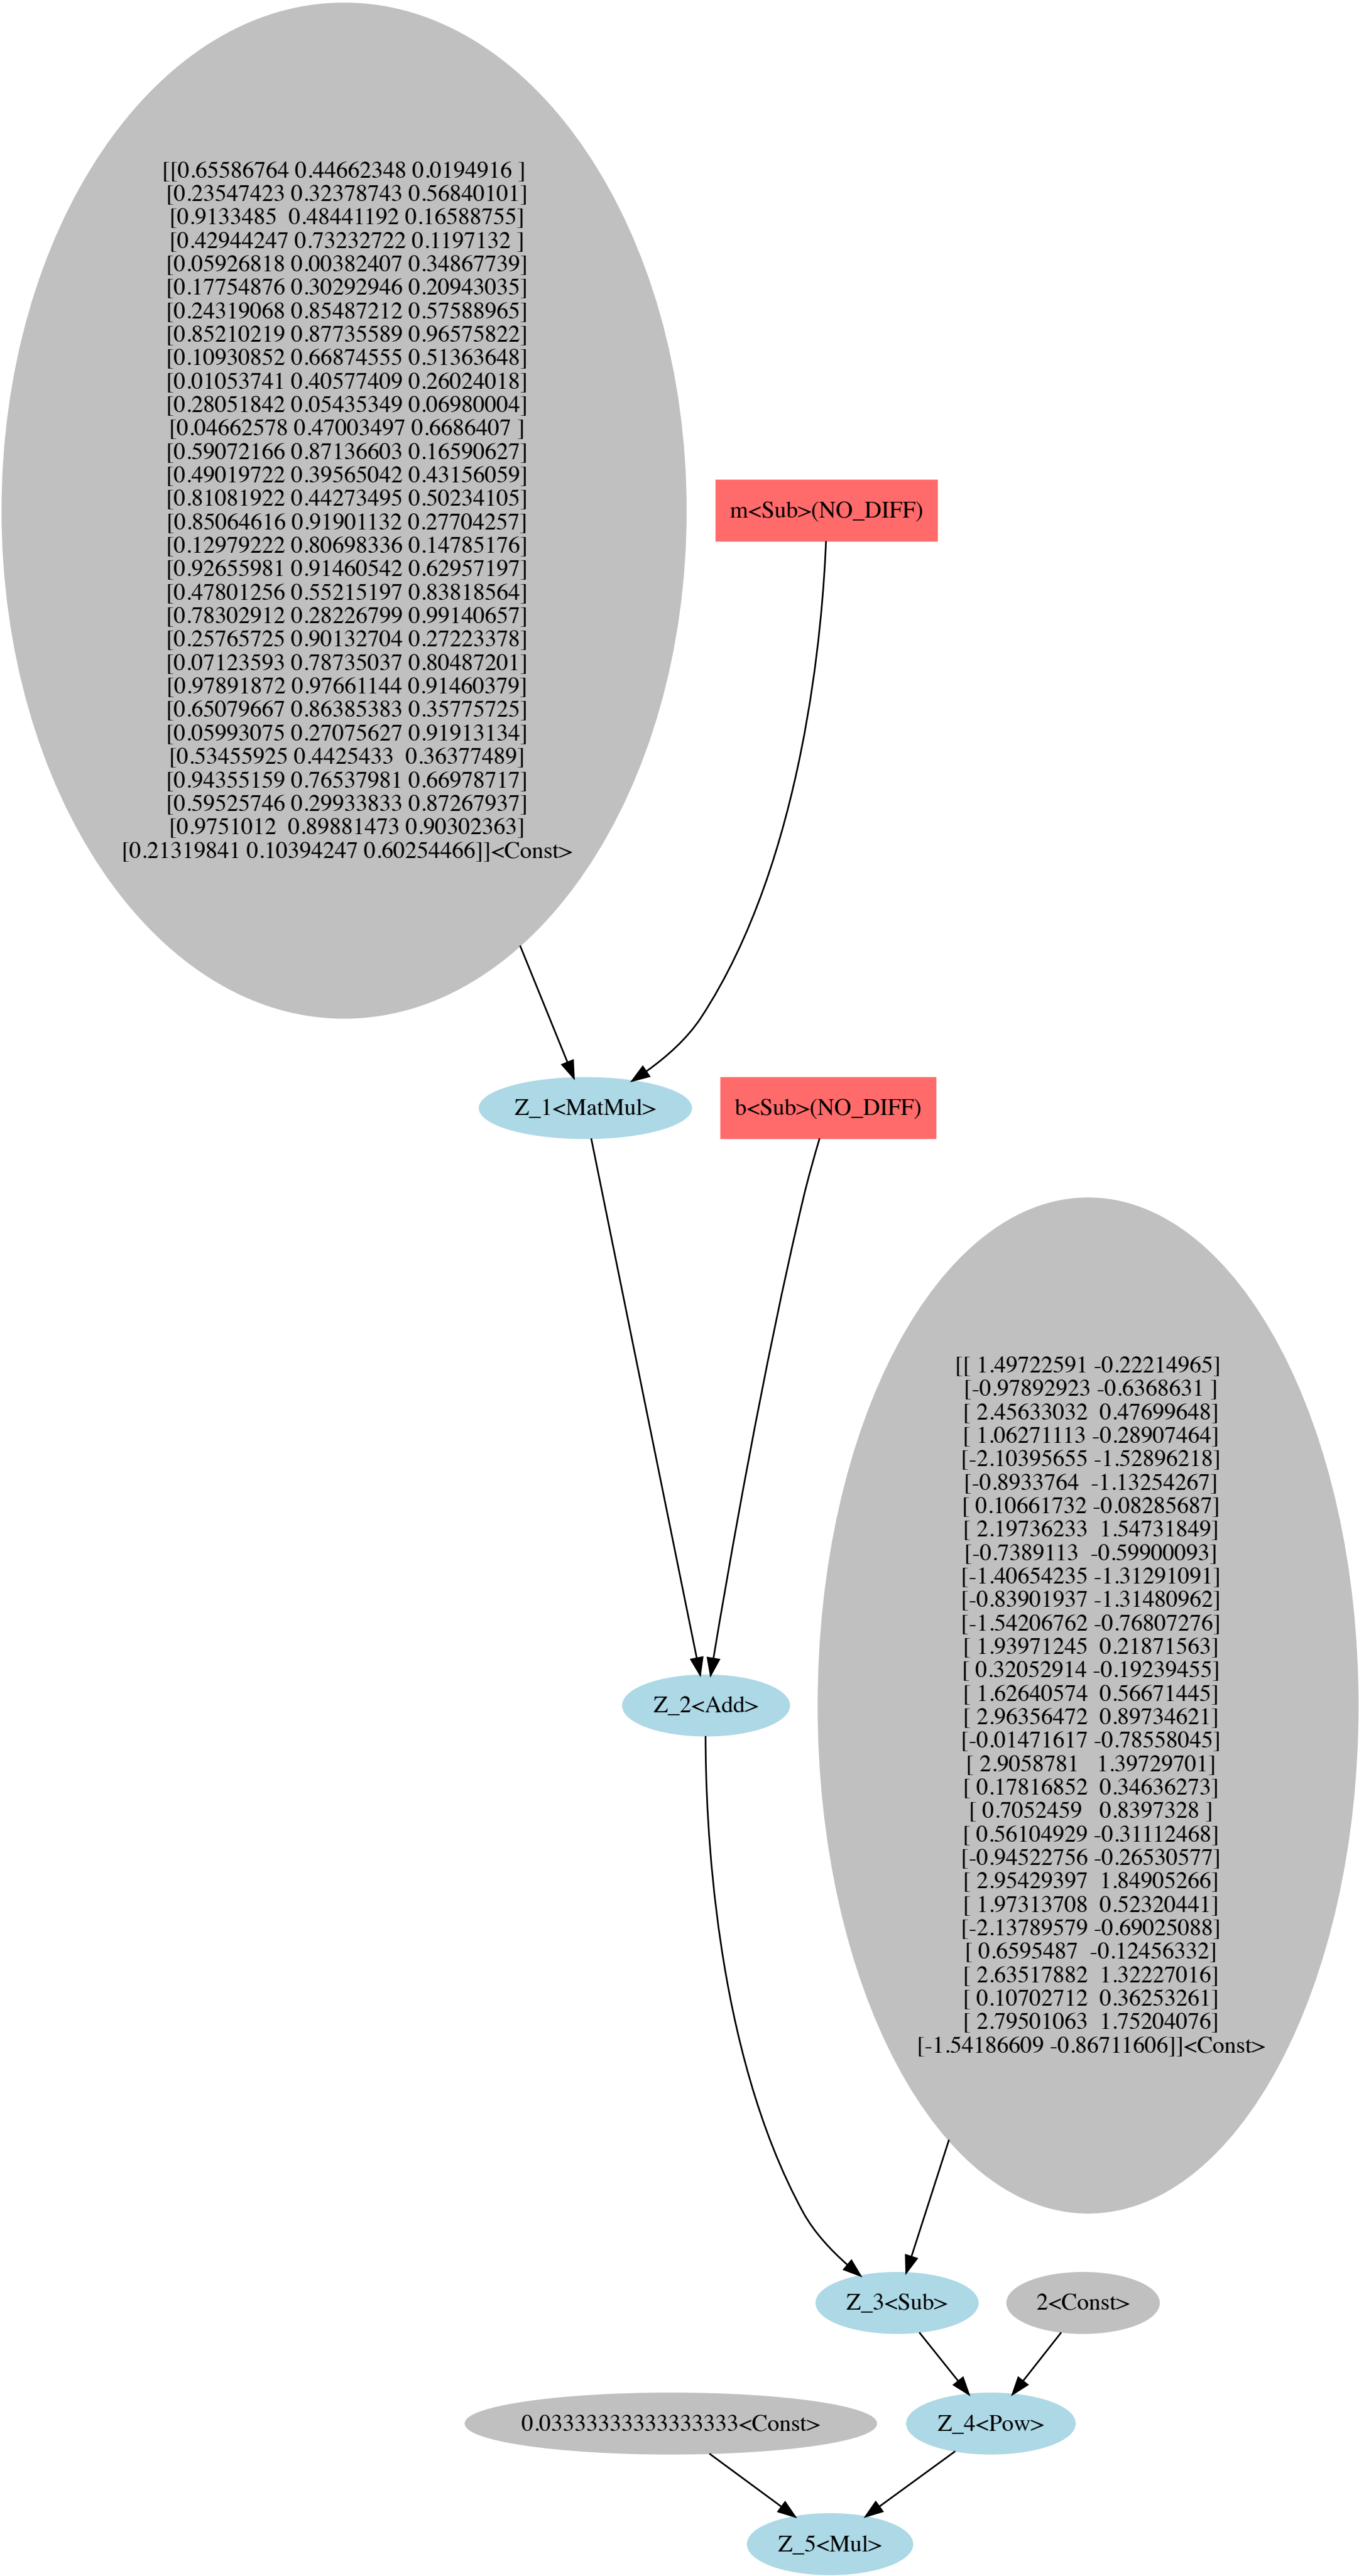 [[0.65586764 0.44662348 0.0194916 ]
[0.23547423 0.32378743 0.56840101]
[0.9133485  0.48441192 0.16588755]
[0.42944247 0.73232722 0.1197132 ]
[0.05926818 0.00382407 0.34867739]
[0.17754876 0.30292946 0.20943035]
[0.24319068 0.85487212 0.57588965]
[0.85210219 0.87735589 0.96575822]
[0.10930852 0.66874555 0.51363648]
[0.01053741 0.40577409 0.26024018]
[0.28051842 0.05435349 0.06980004]
[0.04662578 0.47003497 0.6686407 ]
[0.59072166 0.87136603 0.16590627]
[0.49019722 0.39565042 0.43156059]
[0.81081922 0.44273495 0.50234105]
[0.85064616 0.91901132 0.27704257]
[0.12979222 0.80698336 0.14785176]
[0.92655981 0.91460542 0.62957197]
[0.47801256 0.55215197 0.83818564]
[0.78302912 0.28226799 0.99140657]
[0.25765725 0.90132704 0.27223378]
[0.07123593 0.78735037 0.80487201]
[0.97891872 0.97661144 0.91460379]
[0.65079667 0.86385383 0.35775725]
[0.05993075 0.27075627 0.91913134]
[0.53455925 0.4425433  0.36377489]
[0.94355159 0.76537981 0.66978717]
[0.59525746 0.29933833 0.87267937]
[0.9751012  0.89881473 0.90302363]
[0.21319841 0.10394247 0.60254466]]<Const>
m<Sub>(NO_DIFF)
Z_1<MatMul>
b<Sub>(NO_DIFF)
[[ 1.49722591 -0.22214965]
[-0.97892923 -0.6368631 ]
[ 2.45633032  0.47699648]
[ 1.06271113 -0.28907464]
[-2.10395655 -1.52896218]
[-0.8933764  -1.13254267]
[ 0.10661732 -0.08285687]
[ 2.19736233  1.54731849]
[-0.7389113  -0.59900093]
[-1.40654235 -1.31291091]
[-0.83901937 -1.31480962]
[-1.54206762 -0.76807276]
[ 1.93971245  0.21871563]
[ 0.32052914 -0.19239455]
[ 1.62640574  0.56671445]
[ 2.96356472  0.89734621]
[-0.01471617 -0.78558045]
[ 2.9058781   1.39729701]
[ 0.17816852  0.34636273]
[ 0.7052459   0.8397328 ]
[ 0.56104929 -0.31112468]
[-0.94522756 -0.26530577]
[ 2.95429397  1.84905266]
[ 1.97313708  0.52320441]
[-2.13789579 -0.69025088]
[ 0.6595487  -0.12456332]
[ 2.63517882  1.32227016]
[ 0.10702712  0.36253261]
[ 2.79501063  1.75204076]
[-1.54186609 -0.86711606]]<Const>
Z_2<Add>
Z_3<Sub>
2<Const>
0.03333333333333333<Const>
Z_4<Pow>
Z_5<Mul>